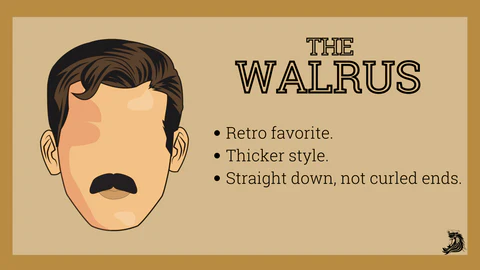 THE
WALRUS
• Retro favorite.
• Thicker style.
• Straight down, not curled ends.